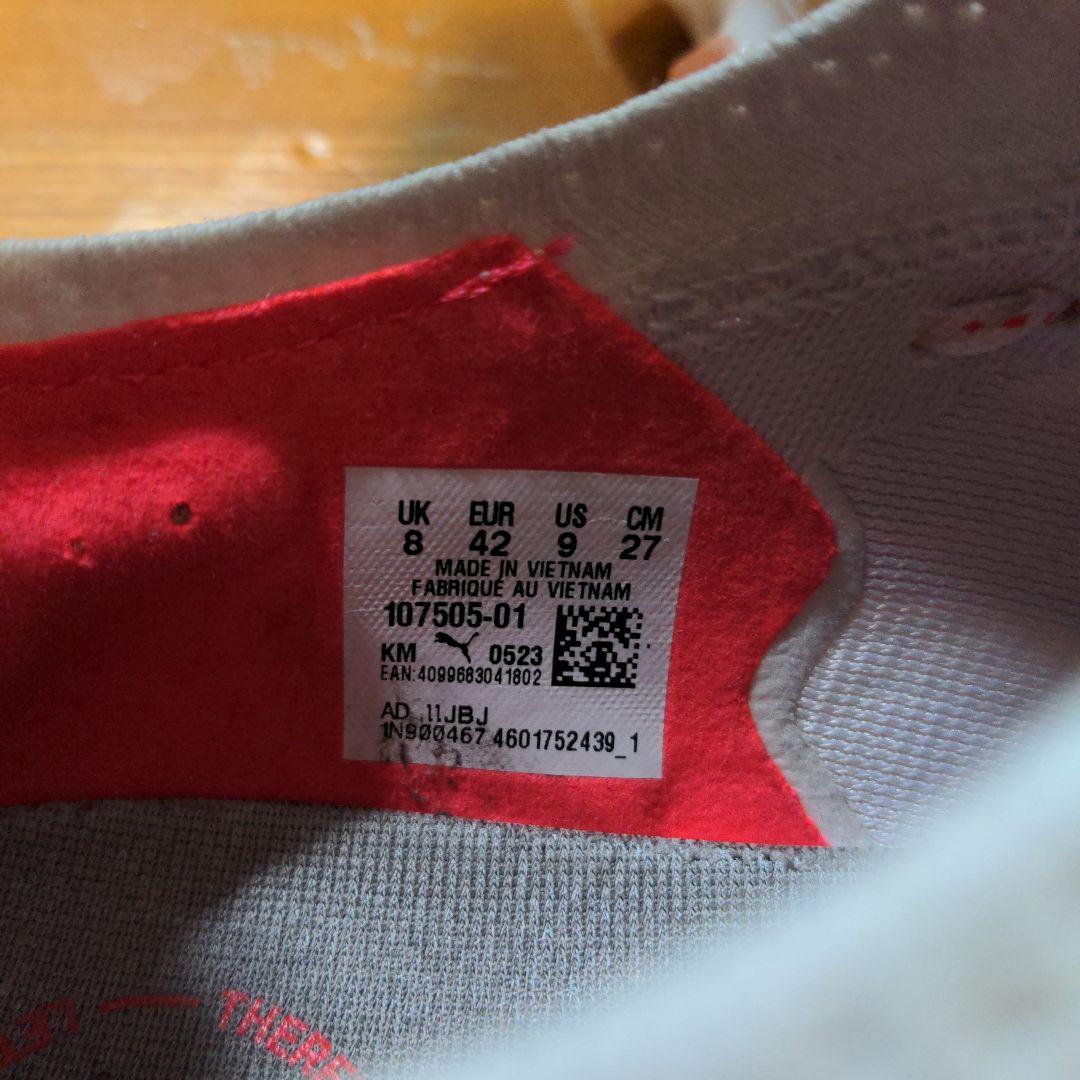 UK EUR US CM
8 42 9 27
MADE IN VIETNAM
FABRIQUÉ AU VIETNAM
107505-01
KM 0523
EAN:4099683041802
AD 11JBJ
1N900467 4601752439_1
THERE